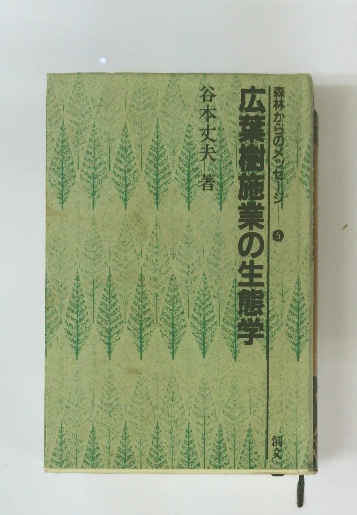 森林からのメッセージ——❺
広葉樹施業の生態学
谷本丈夫 著
創文